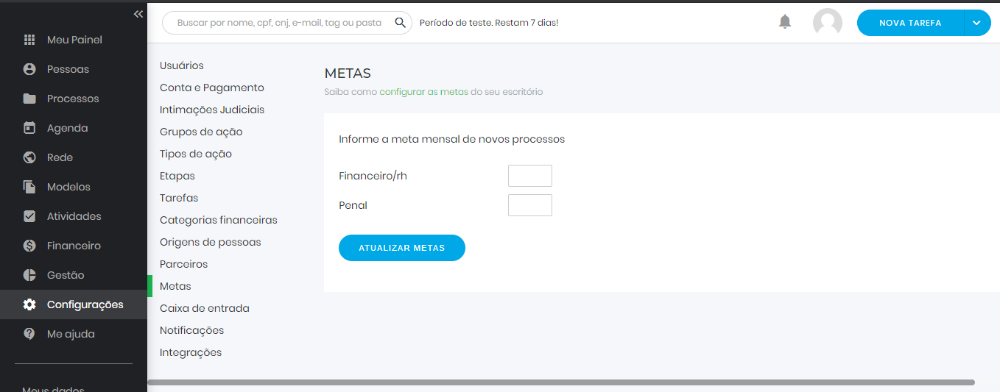 Meu Painel
Pessoas
Processos
Agenda
Rede
Modelos
Atividades
Financeiro
Gestão
Configurações
Me ajuda
Meus dados
Buscar por nome, cpf, cnj, e-mail, tag ou pasta
Período de teste. Restam 7 dias!
NOVA TAREFA
Usuários
Conta e Pagamento
Intimações Judiciais
Grupos de ação
Tipos de ação
Etapas
Tarefas
Categorias financeiras
Origens de pessoas
Parceiros
Metas
Caixa de entrada
Notificações
Integrações
METAS
Saiba como configurar as metas do seu escritório
Informe a meta mensal de novos processos
Financeiro/rh
Penal
ATUALIZAR METAS